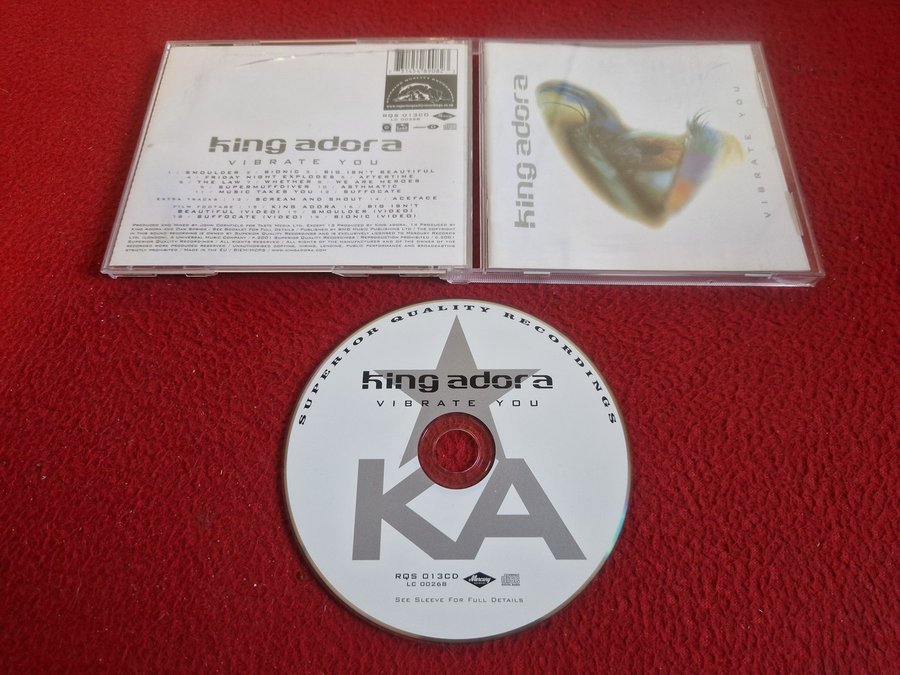 RQS 013CD
LC 00268
king adora
VIBRATE YOU
1. SMOULDER 2. BIONIC 3. BIG ISN'T BEAUTIFUL
4. FRIDAY NIGHT EXPLODES 5. AFTERTIME
6. THE LAW 7. WHETHER 8. WE ARE HEROES
9. SUPERMUFFDIVER 10. ASTHMATIC
11. MUSIC TAKES YOU 12. SUFFOCATE
EXTRA TRACKS: 13. SCREAM AND SHOUT 14. ACEFACE
FILM FOOTAGE: 15. KING ADORA 16. BIG ISN'T
BEAUTIFUL (VIDEO) 17. SMOULDER (VIDEO)
18. SUFFOCATE (VIDEO) 19. BIONIC (VIDEO)
king adora
VIBRATE YOU
SUPERIOR QUALITY RECORDINGS
king adora
VIBRATE YOU
KA
RQS 013CD
LC 00268
Mercury
SEE SLEEVE FOR FULL DETAILS